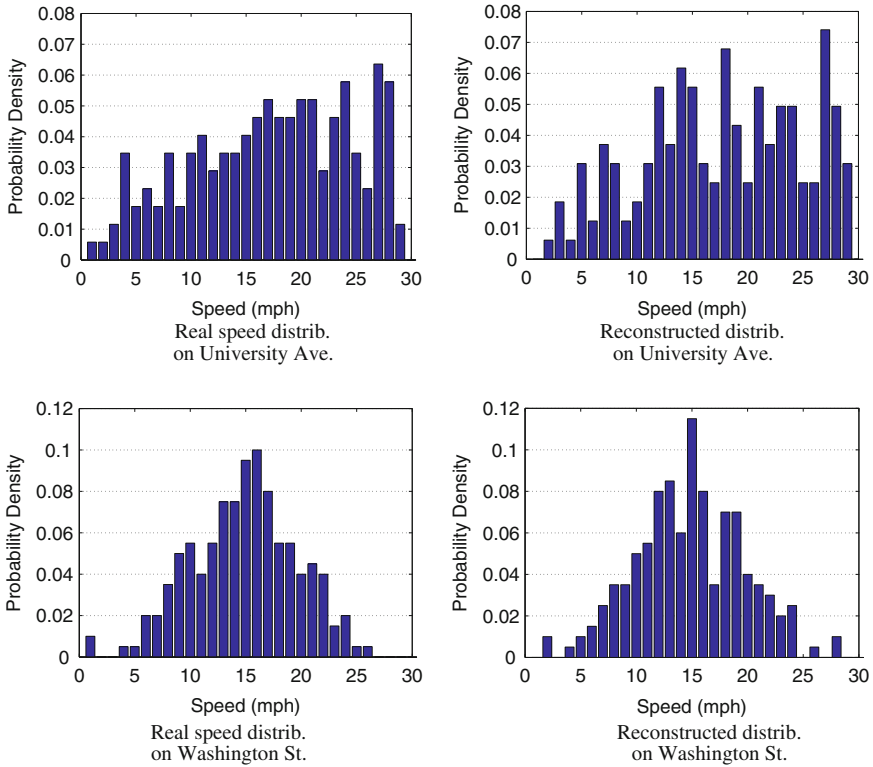 0.08
0.07
0.06
0.05
0.04
0.03
0.02
0.01
0
Probability Density
0 5 10 15 20 25 30
Speed (mph)
Real speed distrib.
on University Ave.
0.08
0.07
0.06
0.05
0.04
0.03
0.02
0.01
0
Probability Density
0 5 10 15 20 25 30
Speed (mph)
Reconstructed distrib.
on University Ave.
0.12
0.1
0.08
0.06
0.04
0.02
0
Probability Density
0 5 10 15 20 25 30
Speed (mph)
Real speed distrib.
on Washington St.
0.12
0.1
0.08
0.06
0.04
0.02
0
Probability Density
0 5 10 15 20 25 30
Speed (mph)
Reconstructed distrib.
on Washington St.